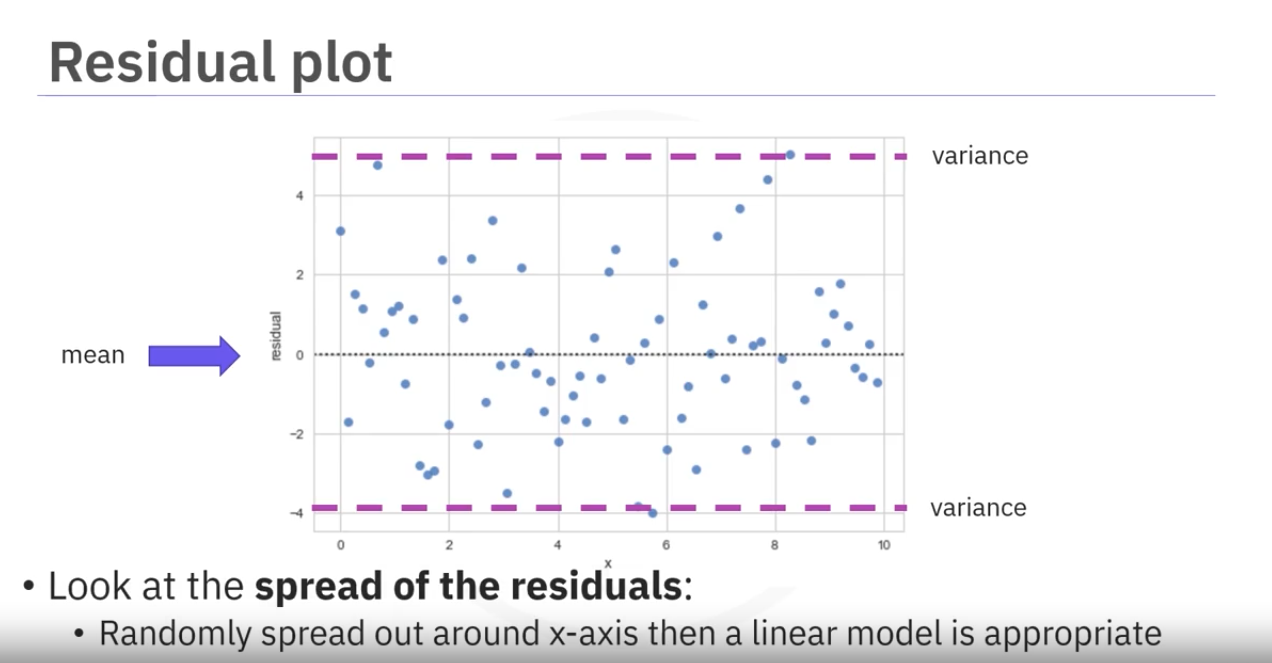 Residual plot
variance
4
2
mean
residual
0
−2
−4
variance
0 2 4 6 8 10
x
• Look at the spread of the residuals:
• Randomly spread out around x-axis then a linear model is appropriate